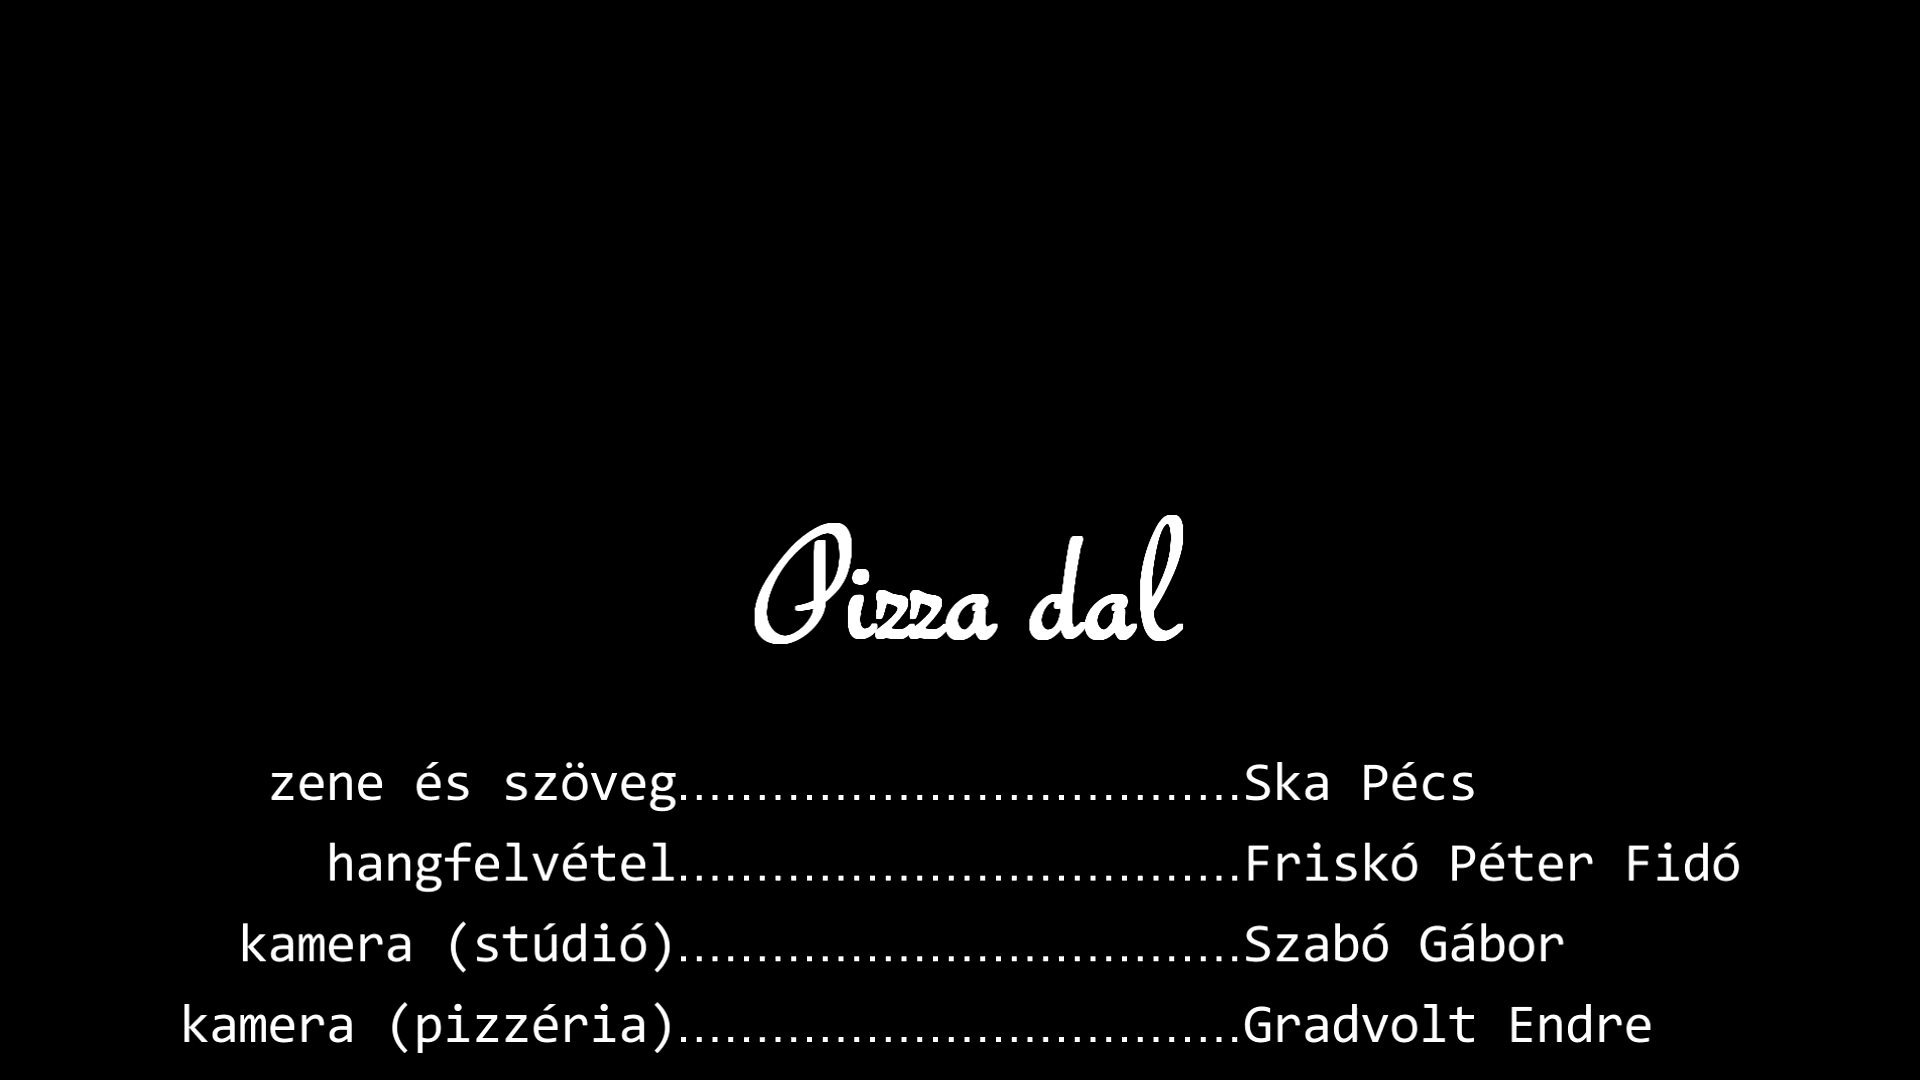 Pizza dal
zene és szöveg....................................Ska Pécs
hangfelvétel....................................Friskó Péter Fidó
kamera (stúdió)....................................Szabó Gábor
kamera (pizzéria)....................................Gradvolt Endre